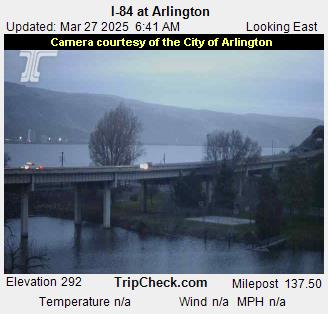 I-84 at Arlington
Updated: Mar 27 2025 6:41 AM Looking East
Camera courtesy of the City of Arlington
Elevation 292 TripCheck.com Milepost 137.50
Temperature n/a Wind n/a MPH n/a